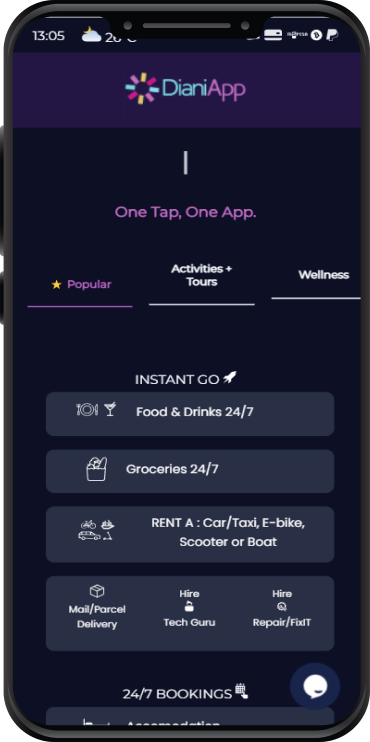 13:05
DianiApp
One Tap, One App.
Popular
Activities +
Tours
Wellness
INSTANT GO
Food & Drinks 24/7
Groceries 24/7
RENT A : Car/Taxi, E-bike,
Scooter or Boat
Mail/Parcel
Delivery
Hire
Tech Guru
Hire
Repair/FixIT
24/7 BOOKINGS